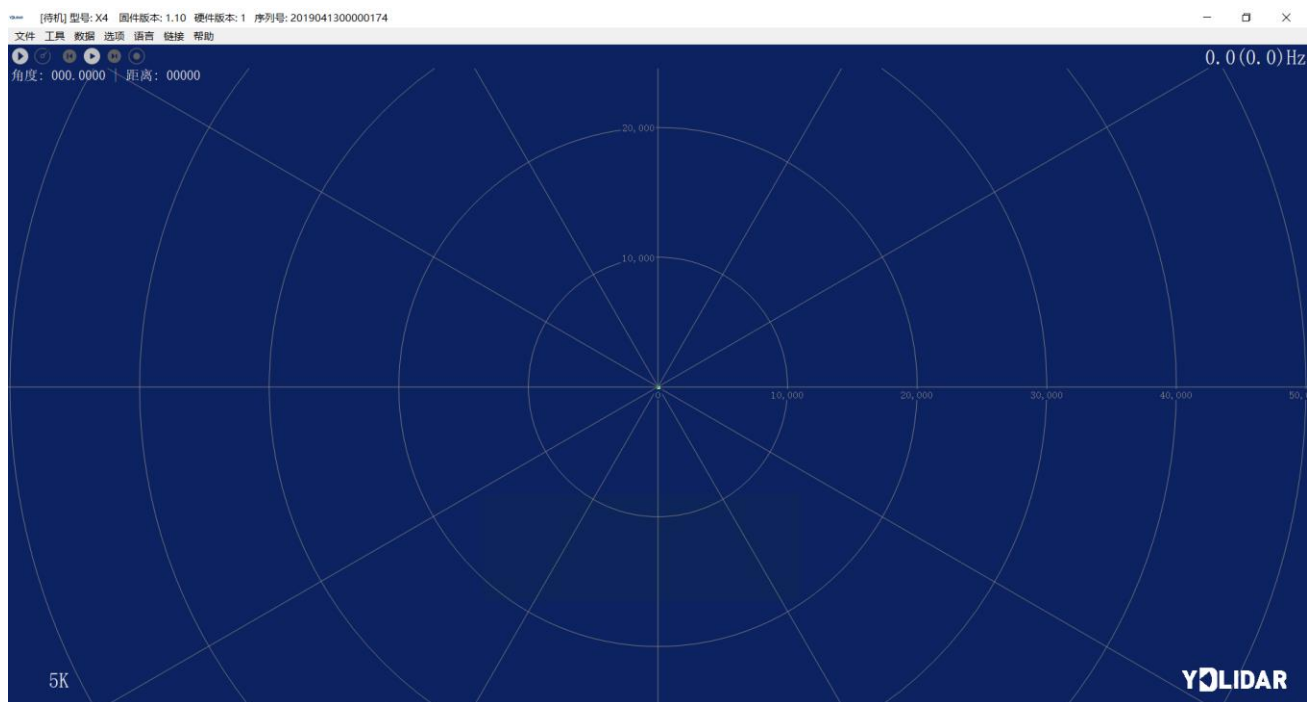 [待机] 型号: X4 固件版本: 1.10 硬件版本: 1 序列号: 2019041300000174
文件 工具 数据 选项 语言 链接 帮助
0.0(0.0)Hz
角度: 000.0000 | 距离: 00000
20,000
10,000
0 10,000 20,000 30,000 40,000 50,
5K
YDLIDAR